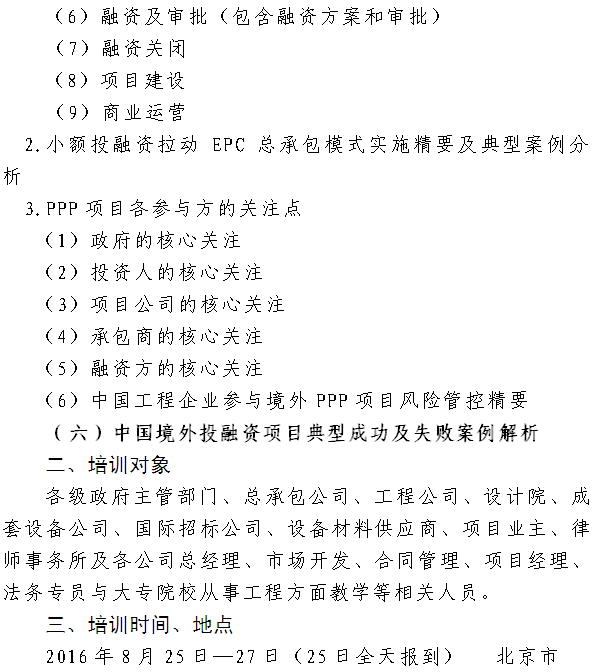 （6）融资及审批（包含融资方案和审批）
（7）融资关闭
（8）项目建设
（9）商业运营
2.小额投融资拉动 EPC 总承包模式实施精要及典型案例分
析
3.PPP 项目各参与方的关注点
（1）政府的核心关注
（2）投资人的核心关注
（3）项目公司的核心关注
（4）承包商的核心关注
（5）融资方的核心关注
（6）中国工程企业参与境外 PPP 项目风险管控精要
（六）中国境外投融资项目典型成功及失败案例解析
二、培训对象
各级政府主管部门、总承包公司、工程公司、设计院、成
套设备公司、国际招标公司、设备材料供应商、项目业主、律
师事务所及各公司总经理、市场开发、合同管理、项目经理、
法务专员与大专院校从事工程方面教学等相关人员。
三、培训时间、地点
2016 年 8 月 25 日—27 日（25 日全天报到） 北京市